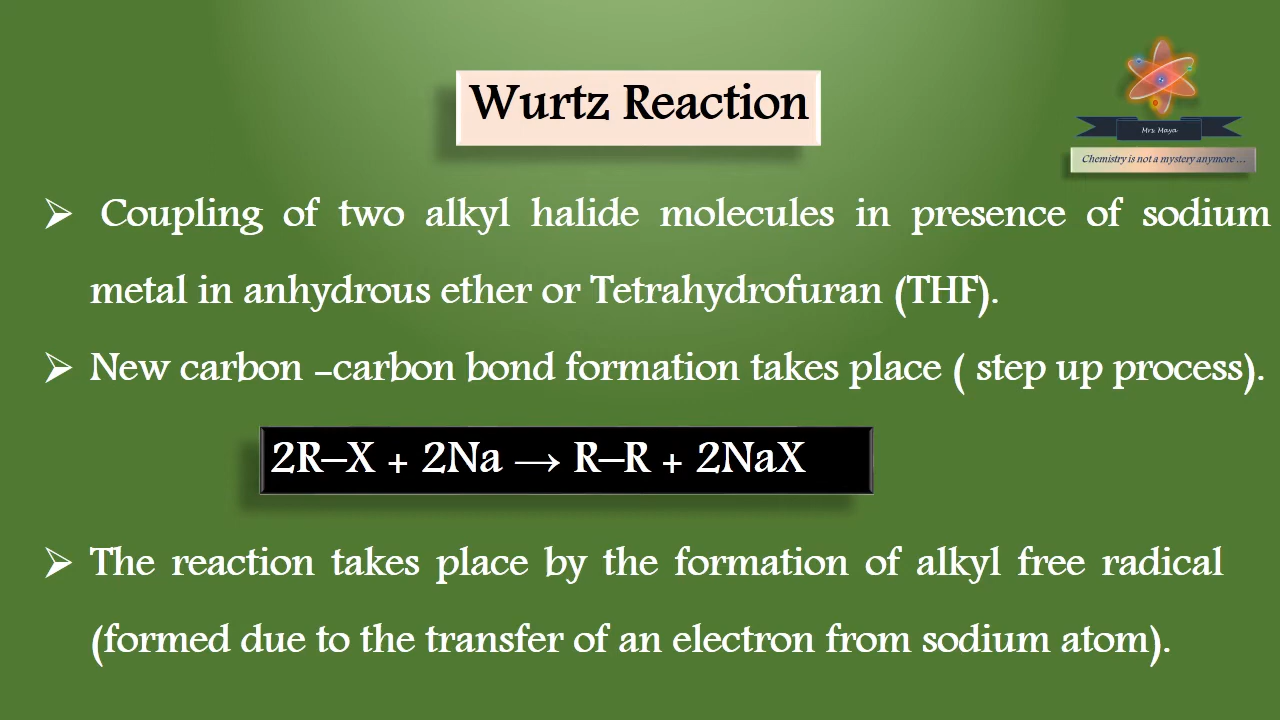 Wurtz Reaction
Mrs Maya
Chemistry is not a mystery anymore ...
➢ Coupling of two alkyl halide molecules in presence of sodium
metal in anhydrous ether or Tetrahydrofuran (THF).
➢ New carbon –carbon bond formation takes place ( step up process).
2R–X + 2Na → R–R + 2NaX
➢ The reaction takes place by the formation of alkyl free radical
(formed due to the transfer of an electron from sodium atom).